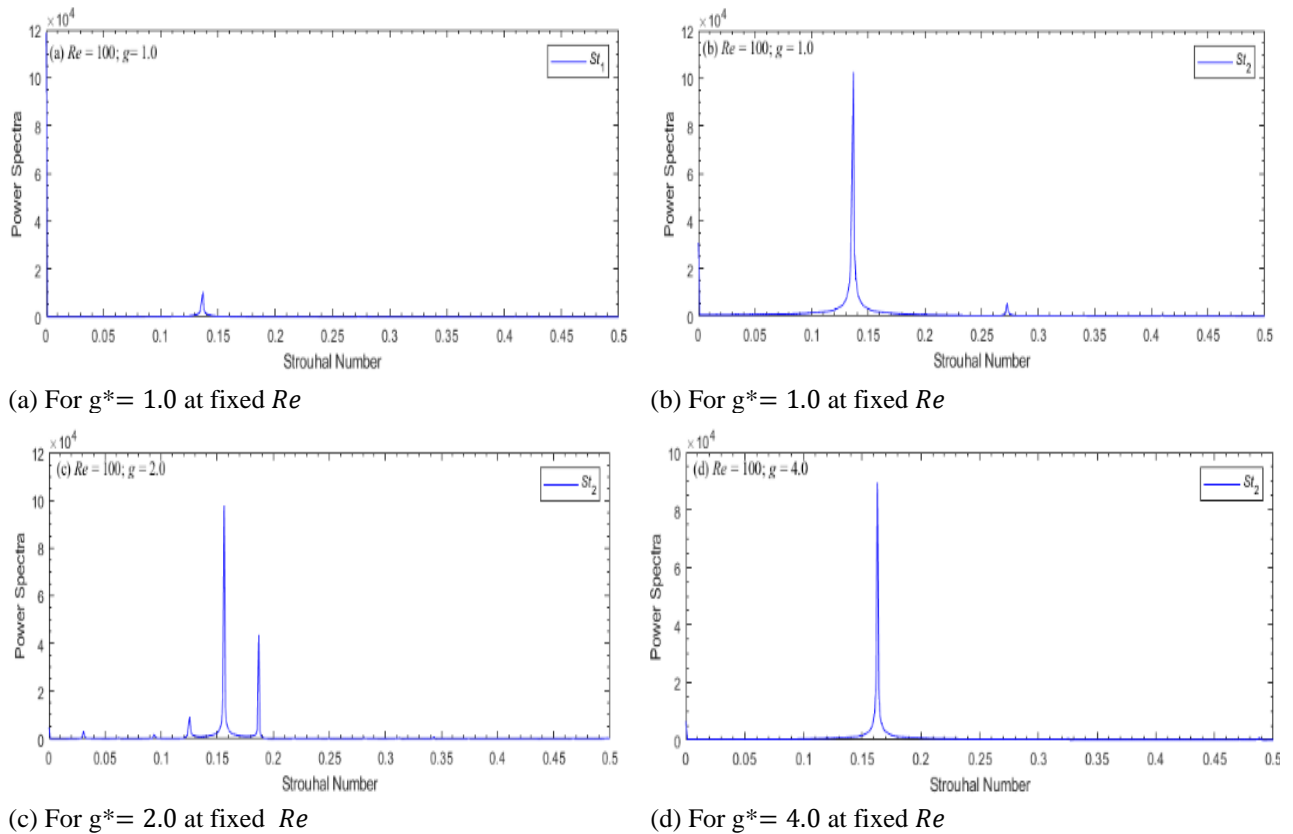 ×10⁴
12
10
8
6
4
2
0
Power Spectra
(a) Re = 100; g= 1.0
St₁
0 0.05 0.1 0.15 0.2 0.25 0.3 0.35 0.4 0.45 0.5
Strouhal Number
(a) For g*= 1.0 at fixed Re
×10⁴
12
10
8
6
4
2
0
Power Spectra
(b) Re = 100; g= 1.0
St₂
0 0.05 0.1 0.15 0.2 0.25 0.3 0.35 0.4 0.45 0.5
Strouhal Number
(b) For g*= 1.0 at fixed Re
×10⁴
12
10
8
6
4
2
0
Power Spectra
(c) Re = 100; g = 2.0
St₂
0 0.05 0.1 0.15 0.2 0.25 0.3 0.35 0.4 0.45 0.5
Strouhal Number
(c) For g*= 2.0 at fixed Re
×10⁴
10
8
6
4
2
0
Power Spectra
(d) Re = 100; g = 4.0
St₂
0 0.05 0.1 0.15 0.2 0.25 0.3 0.35 0.4 0.45 0.5
Strouhal Number
(d) For g*= 4.0 at fixed Re